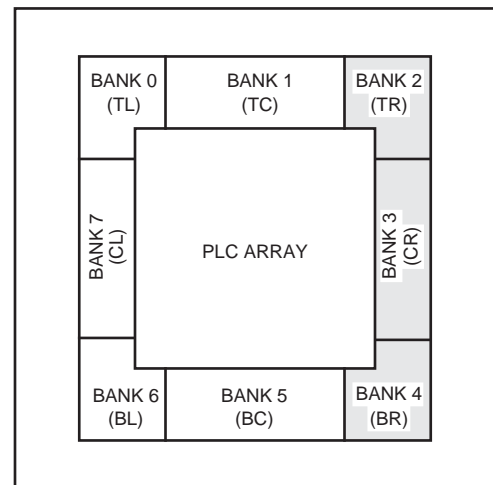 BANK 0
(TL)
BANK 1
(TC)
BANK 2
(TR)
BANK 7
(CL)
PLC ARRAY
BANK 3
(CR)
BANK 6
(BL)
BANK 5
(BC)
BANK 4
(BR)